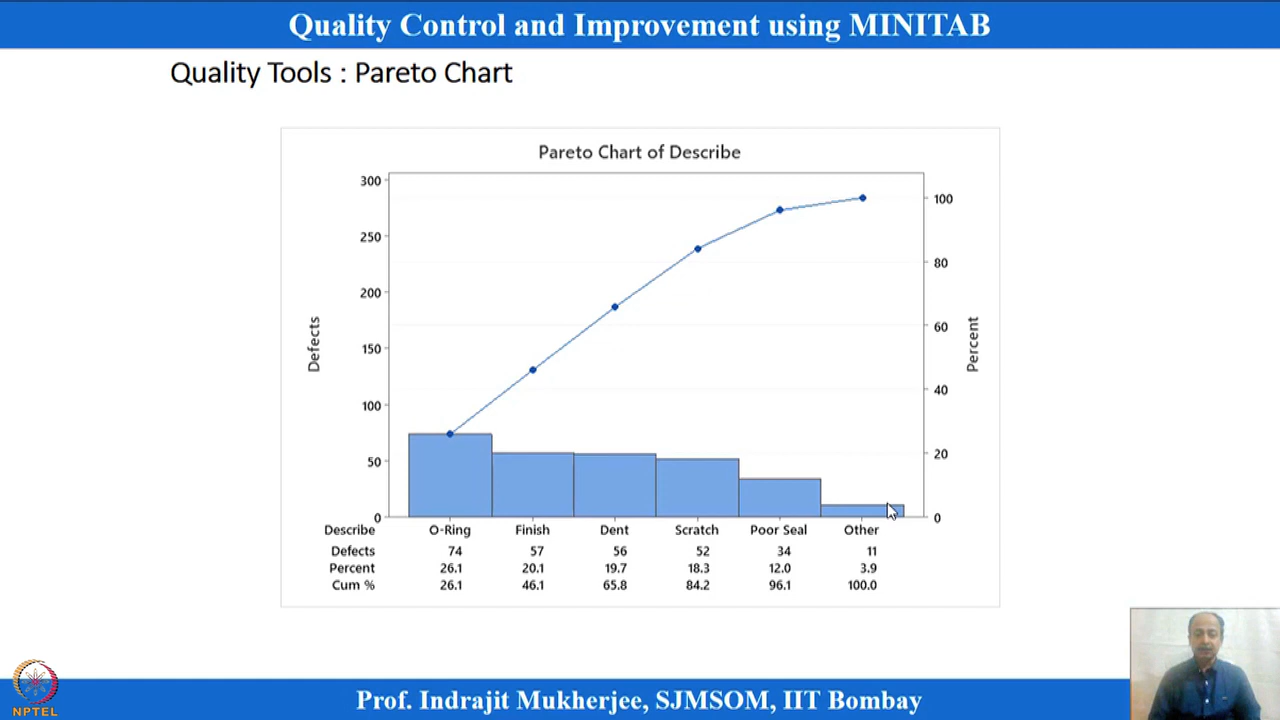 Quality Control and Improvement using MINITAB
Quality Tools : Pareto Chart
Pareto Chart of Describe
300
250
200
150
100
50
0
Defects
100
80
60
40
20
0
Percent
Describe O-Ring Finish Dent Scratch Poor Seal Other
Defects 74 57 56 52 34 11
Percent 26.1 20.1 19.7 18.3 12.0 3.9
Cum % 26.1 46.1 65.8 84.2 96.1 100.0
NPTEL
Prof. Indrajit Mukherjee, SJMSOM, IIT Bombay